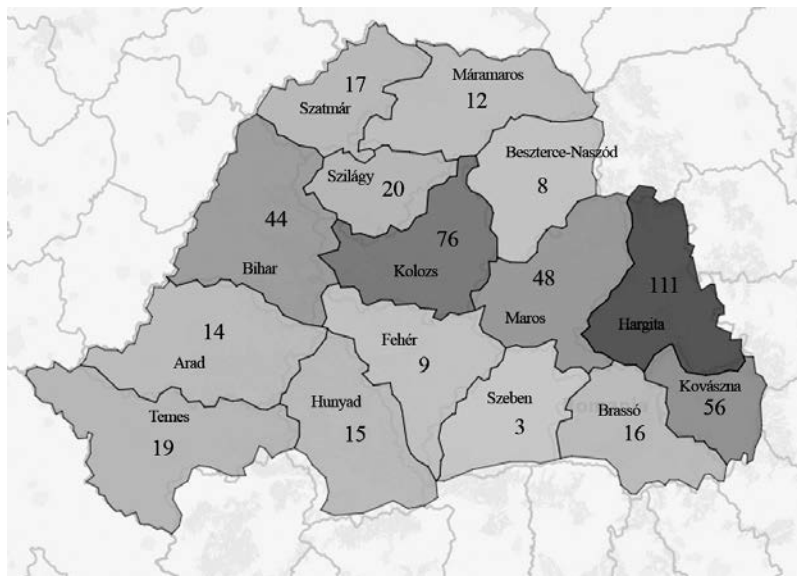 17
Szatmár
Máramaros
12
Szilágy
20
Beszterce-Naszód
8
44
Bihar
76
Kolozs
48
Maros
111
Hargita
14
Arad
Fehér
9
Hunyad
15
Szeben
3
Brassó
16
Kovászna
56
Temes
19